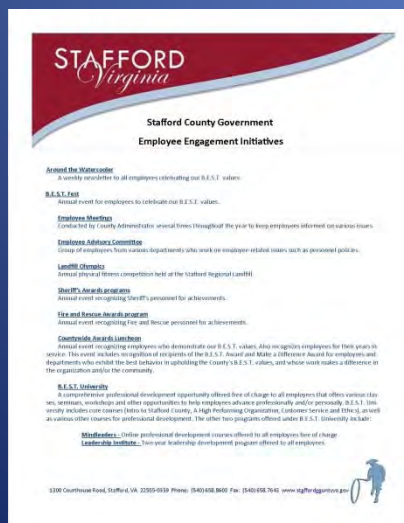 STAFFORD
Virginia
Stafford County Government
Employee Engagement Initiatives
Around the Watercooler
A weekly newsletter to all employees celebrating our B.E.S.T. values.
B.E.S.T. Fest
Annual event for employees to celebrate our B.E.S.T. values.
Employee Meetings
Conducted by County Administrator several times throughout the year to keep employees informed on various issues.
Employee Advisory Committee
Group of employees from various departments who work on employee-related issues such as personnel policies.
Landfill Olympics
Annual physical fitness competition held at the Stafford Regional Landfill.
Sheriff's Awards programs
Annual event recognizing Sheriff's personnel for achievements.
Fire and Rescue Awards program
Annual event recognizing Fire and Rescue personnel for achievements.
Countywide Awards Luncheon
Annual event recognizing employees who demonstrate our B.E.S.T. values. Also recognizes employees for their years in
service. This event includes recognition of recipients of the B.E.S.T. Award and Make a Difference Award for employees and
departments who exhibit the best behavior in upholding the County's B.E.S.T. values, and whose work makes a difference in
the organization and/or the community.
B.E.S.T. University
A comprehensive professional development opportunity offered free of charge to all employees that offers various clas
ses, seminars, workshops and other opportunities to help employees advance professionally and/or personally. B.E.S.T. Uni
versity includes core courses (Intro to Stafford County, A High Performing Organization, Customer Service and Ethics), as well
as various other courses for professional development. The other two programs offered under B.E.S.T. University include:
Mindleaders - Online professional development courses offered to all employees free of charge
Leadership Institute - Two year leadership development program offered to all employees.
1300 Courthouse Road, Stafford, VA 22555-0339 Phone: (540) 658.8605 Fax: (540) 658.7643